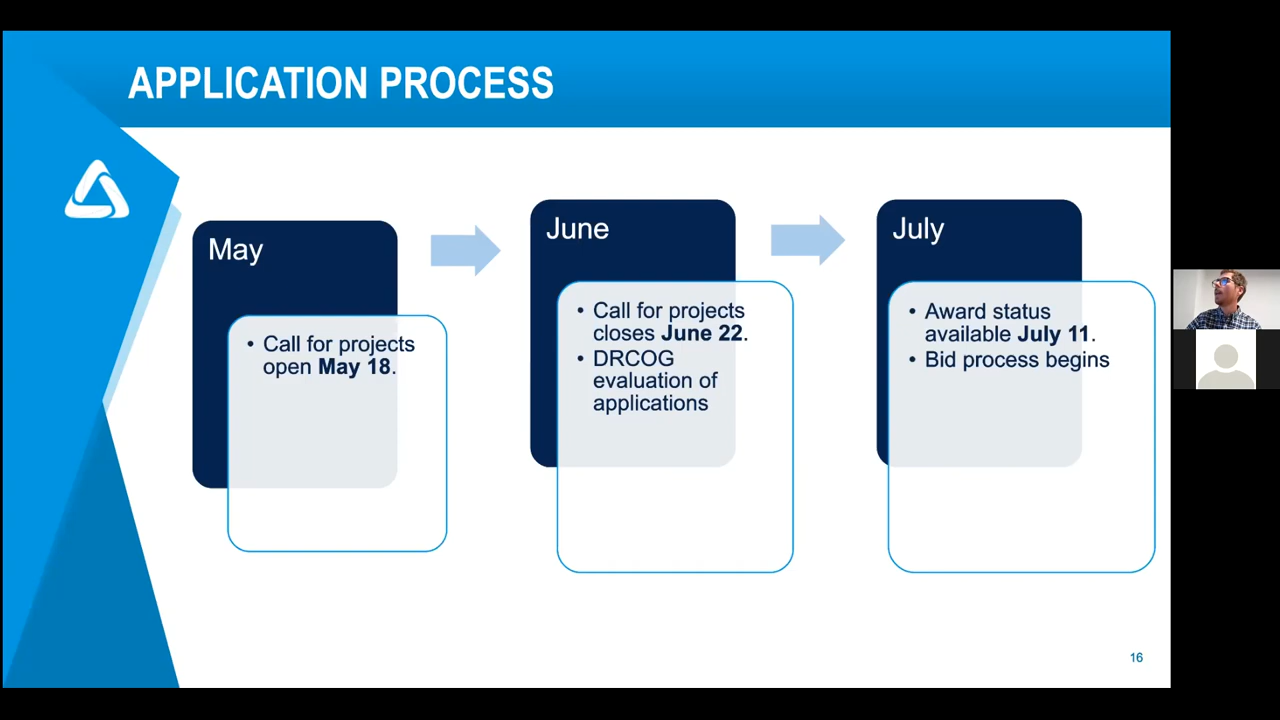 APPLICATION PROCESS
May
• Call for projects
open May 18.
June
• Call for projects
closes June 22.
• DRCOG
evaluation of
applications
July
• Award status
available July 11.
• Bid process begins
16